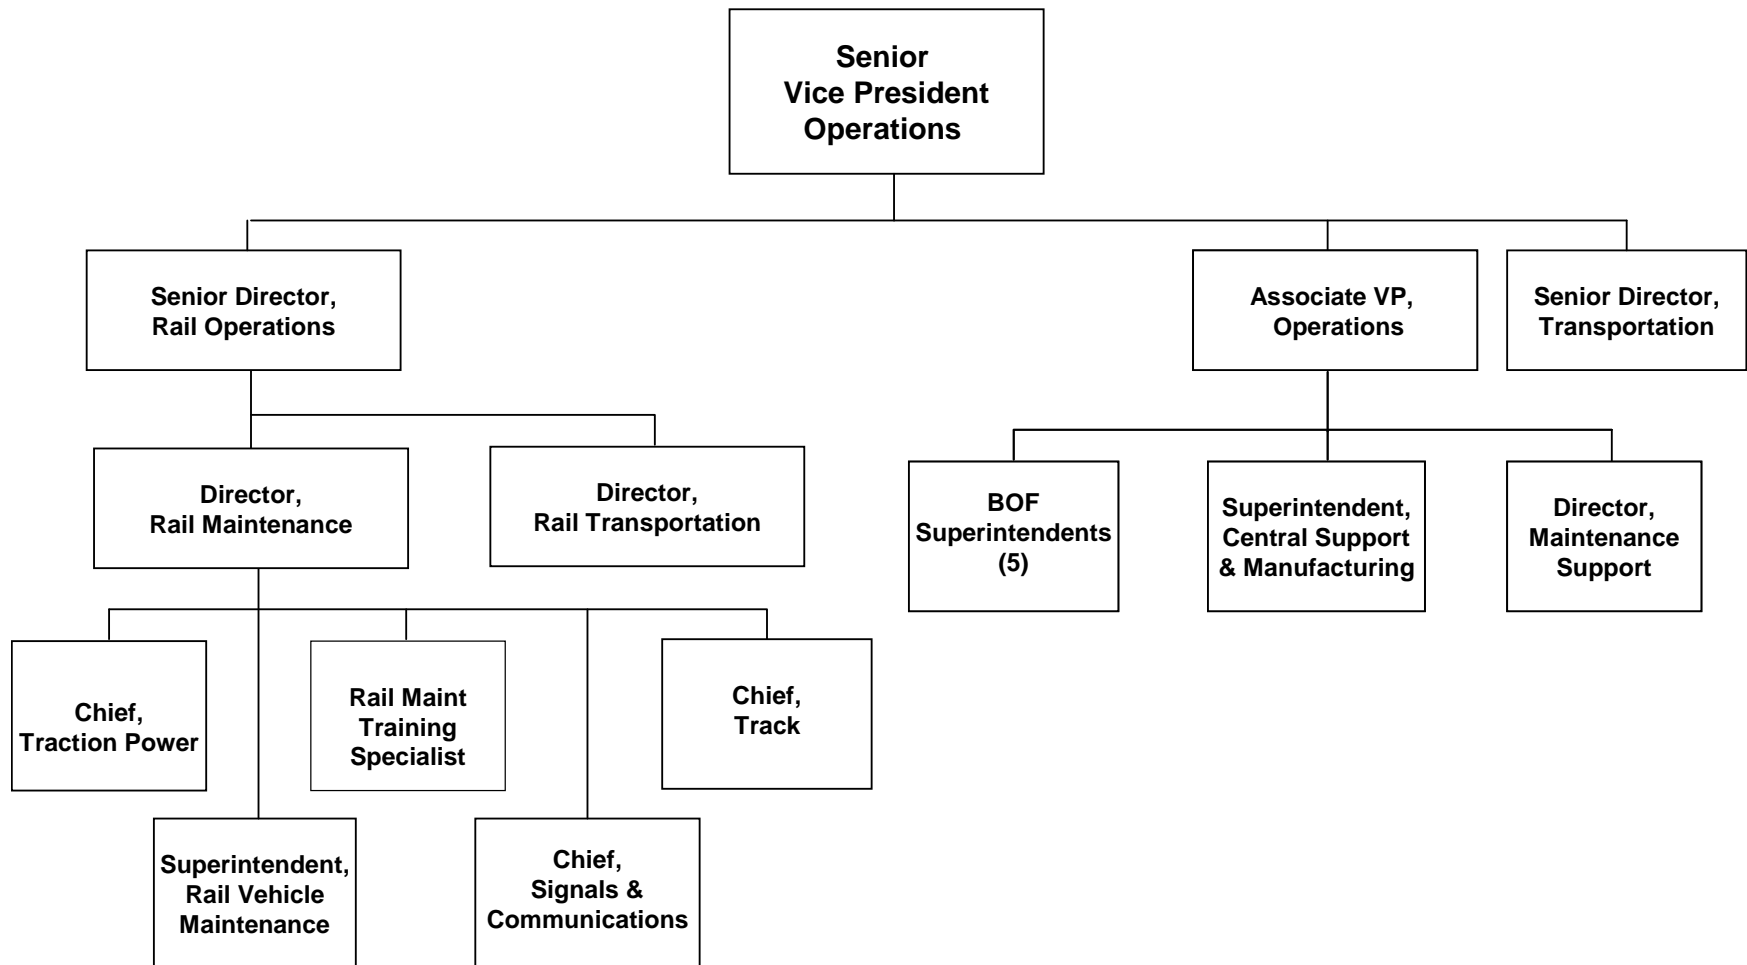 Senior
Vice President
Operations
Senior Director,
Rail Operations
Associate VP,
Operations
Senior Director,
Transportation
Director,
Rail Maintenance
Director,
Rail Transportation
BOF
Superintendents
(5)
Superintendent,
Central Support
& Manufacturing
Director,
Maintenance
Support
Chief,
Traction Power
Rail Maint
Training
Specialist
Chief,
Track
Superintendent,
Rail Vehicle
Maintenance
Chief,
Signals &
Communications